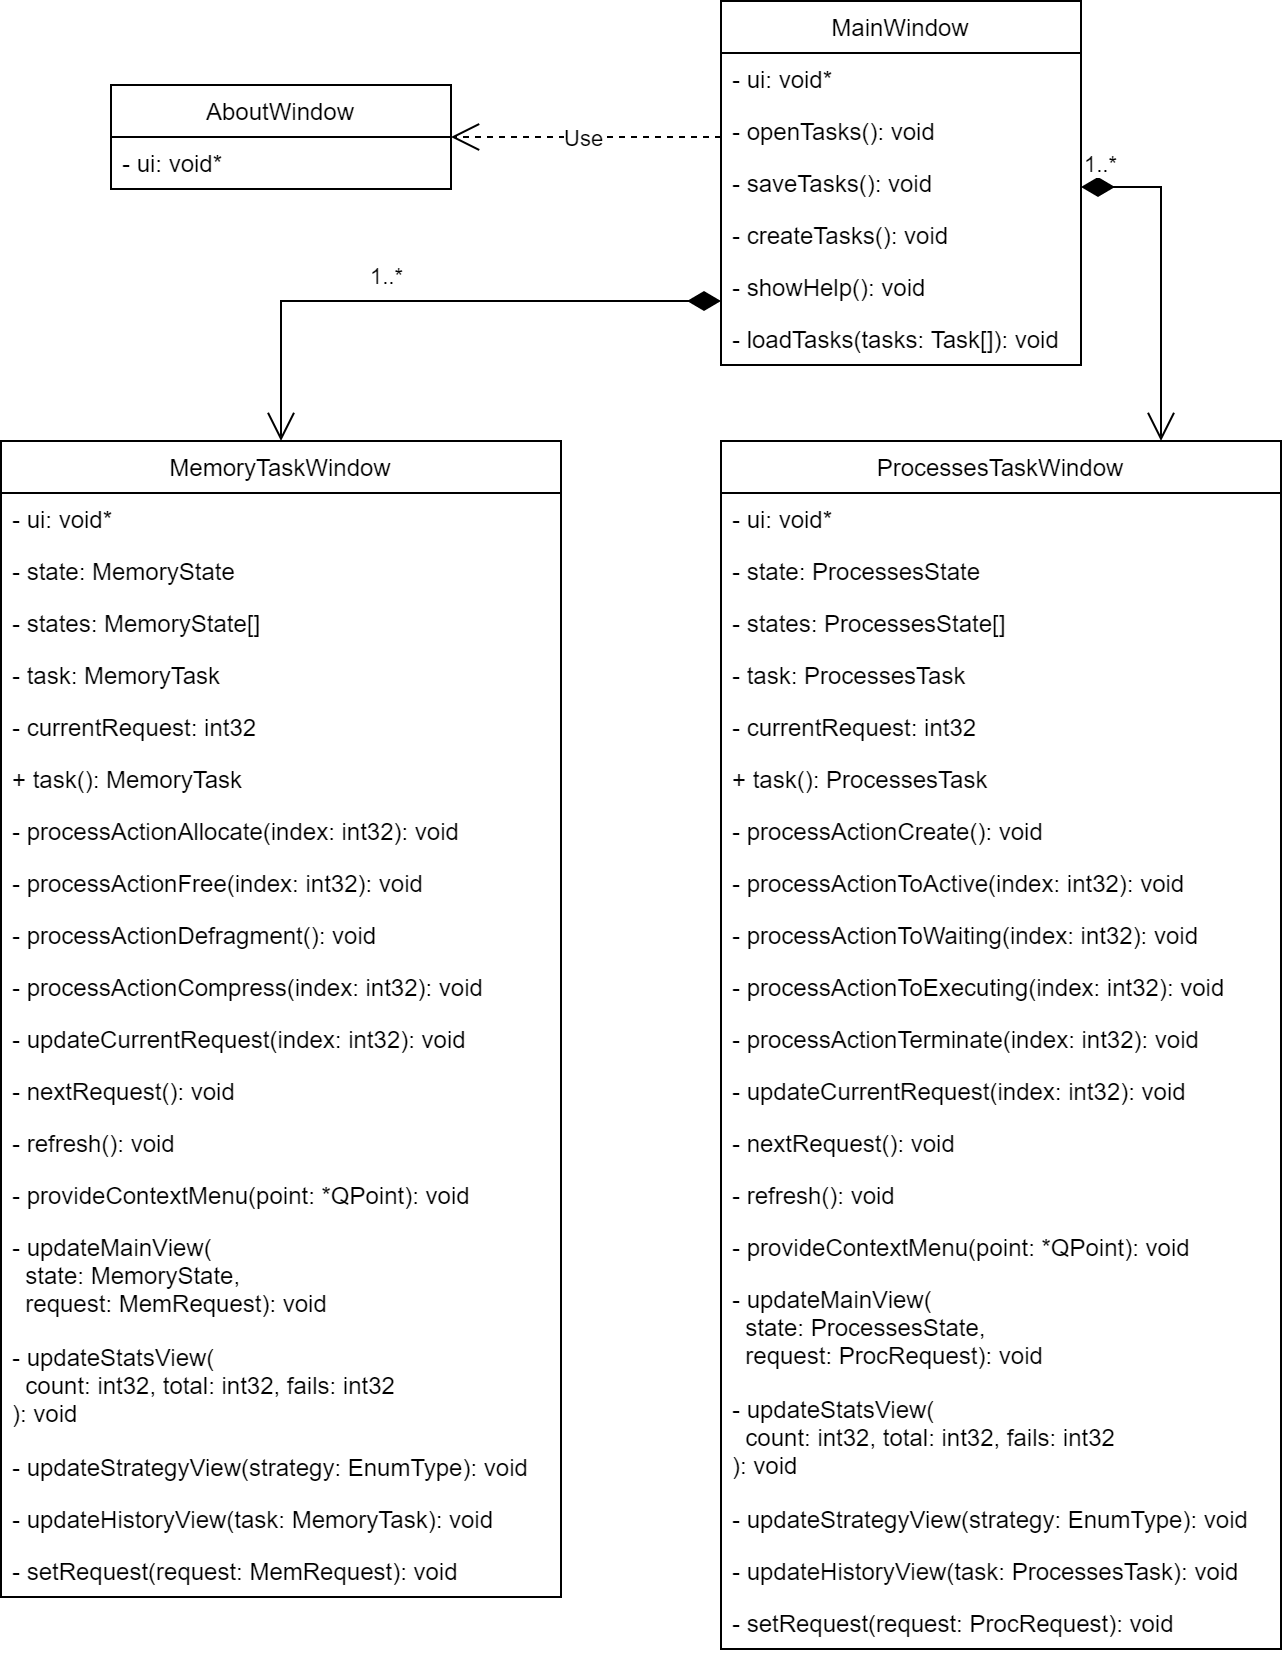 MainWindow
- ui: void*
- openTasks(): void
- saveTasks(): void
- createTasks(): void
- showHelp(): void
- loadTasks(tasks: Task[]): void
AboutWindow
- ui: void*
Use
1..*
1..*
MemoryTaskWindow
- ui: void*
- state: MemoryState
- states: MemoryState[]
- task: MemoryTask
- currentRequest: int32
+ task(): MemoryTask
- processActionAllocate(index: int32): void
- processActionFree(index: int32): void
- processActionDefragment(): void
- processActionCompress(index: int32): void
- updateCurrentRequest(index: int32): void
- nextRequest(): void
- refresh(): void
- provideContextMenu(point: *QPoint): void
- updateMainView(
state: MemoryState,
request: MemRequest): void
- updateStatsView(
count: int32, total: int32, fails: int32
): void
- updateStrategyView(strategy: EnumType): void
- updateHistoryView(task: MemoryTask): void
- setRequest(request: MemRequest): void
ProcessesTaskWindow
- ui: void*
- state: ProcessesState
- states: ProcessesState[]
- task: ProcessesTask
- currentRequest: int32
+ task(): ProcessesTask
- processActionCreate(): void
- processActionToActive(index: int32): void
- processActionToWaiting(index: int32): void
- processActionToExecuting(index: int32): void
- processActionTerminate(index: int32): void
- updateCurrentRequest(index: int32): void
- nextRequest(): void
- refresh(): void
- provideContextMenu(point: *QPoint): void
- updateMainView(
state: ProcessesState,
request: ProcRequest): void
- updateStatsView(
count: int32, total: int32, fails: int32
): void
- updateStrategyView(strategy: EnumType): void
- updateHistoryView(task: ProcessesTask): void
- setRequest(request: ProcRequest): void